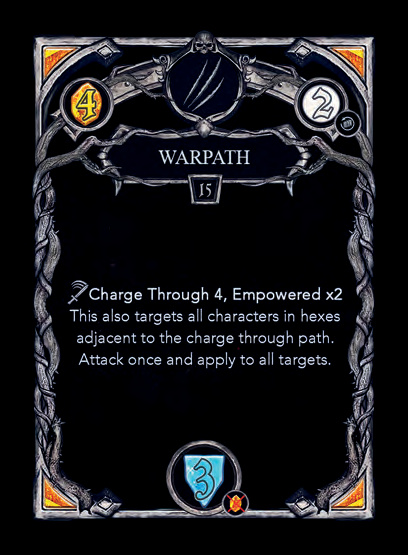 4
2
WARPATH
15
Charge Through 4, Empowered x2
This also targets all characters in hexes
adjacent to the charge through path.
Attack once and apply to all targets.
3